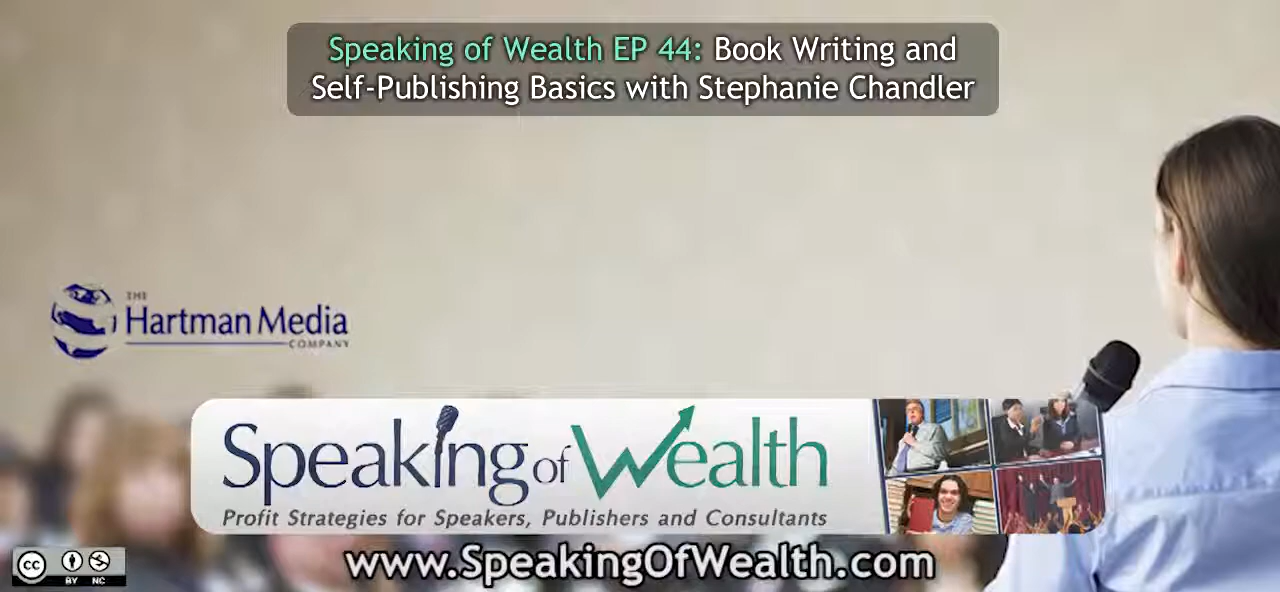 Speaking of Wealth EP 44: Book Writing and
Self-Publishing Basics with Stephanie Chandler
THE
Hartman Media
COMPANY
Speaking of Wealth
Profit Strategies for Speakers, Publishers and Consultants
www.SpeakingOfWealth.com
cc
BY NC